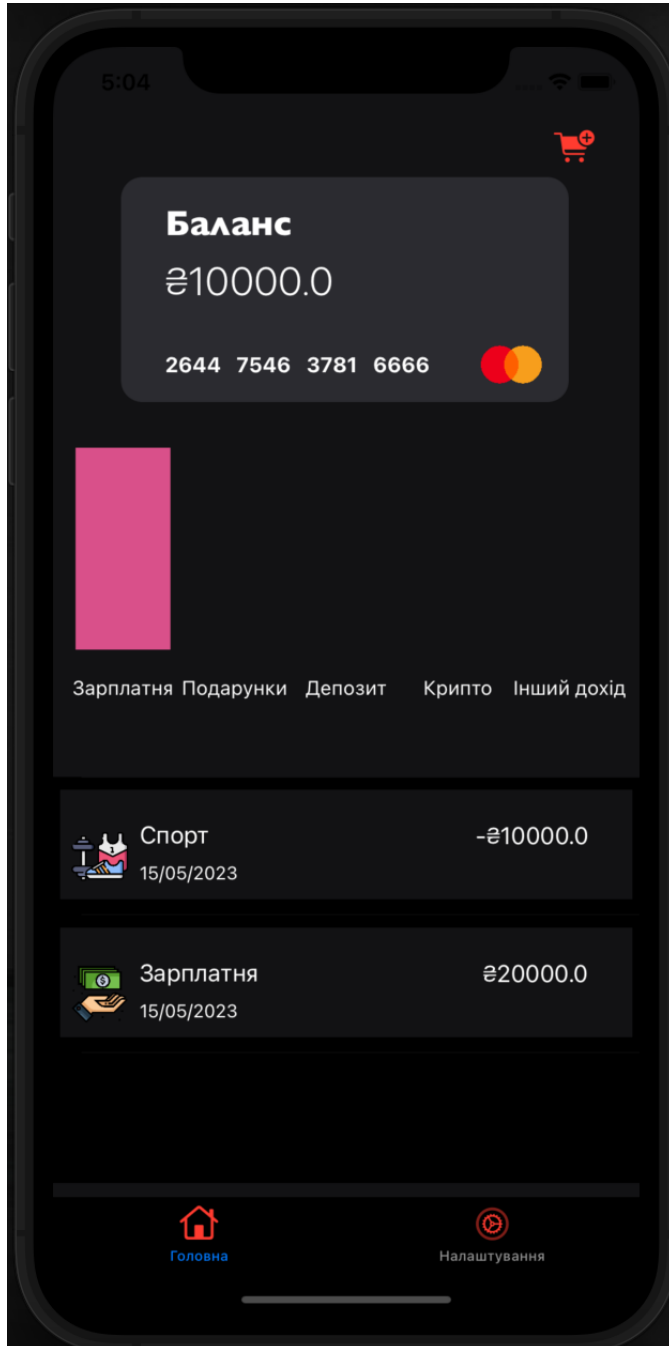 5:04
Баланс
₴10000.0
2644 7546 3781 6666
Зарплатня Подарунки Депозит Крипто Інший дохід
Спорт -₴10000.0
15/05/2023
Зарплатня ₴20000.0
15/05/2023
Головна Налаштування